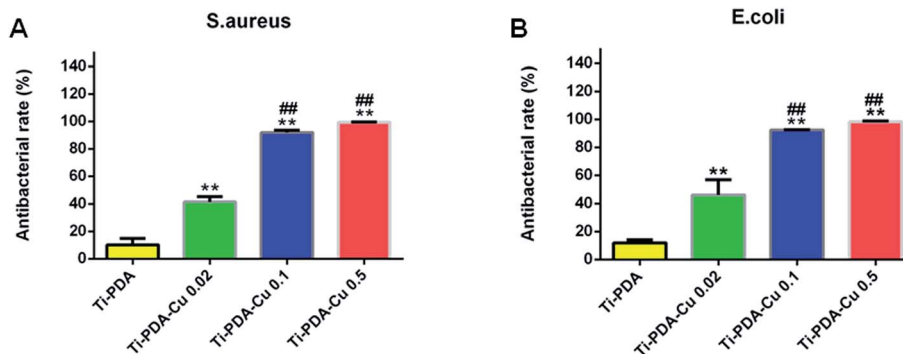 A
S.aureus
Antibacterial rate (%)
140
120
100
80
60
40
20
0
**
##
**
##
**
Ti-PDA
Ti-PDA-Cu 0.02
Ti-PDA-Cu 0.1
Ti-PDA-Cu 0.5
B
E.coli
Antibacterial rate (%)
140
120
100
80
60
40
20
0
**
##
**
##
**
Ti-PDA
Ti-PDA-Cu 0.02
Ti-PDA-Cu 0.1
Ti-PDA-Cu 0.5